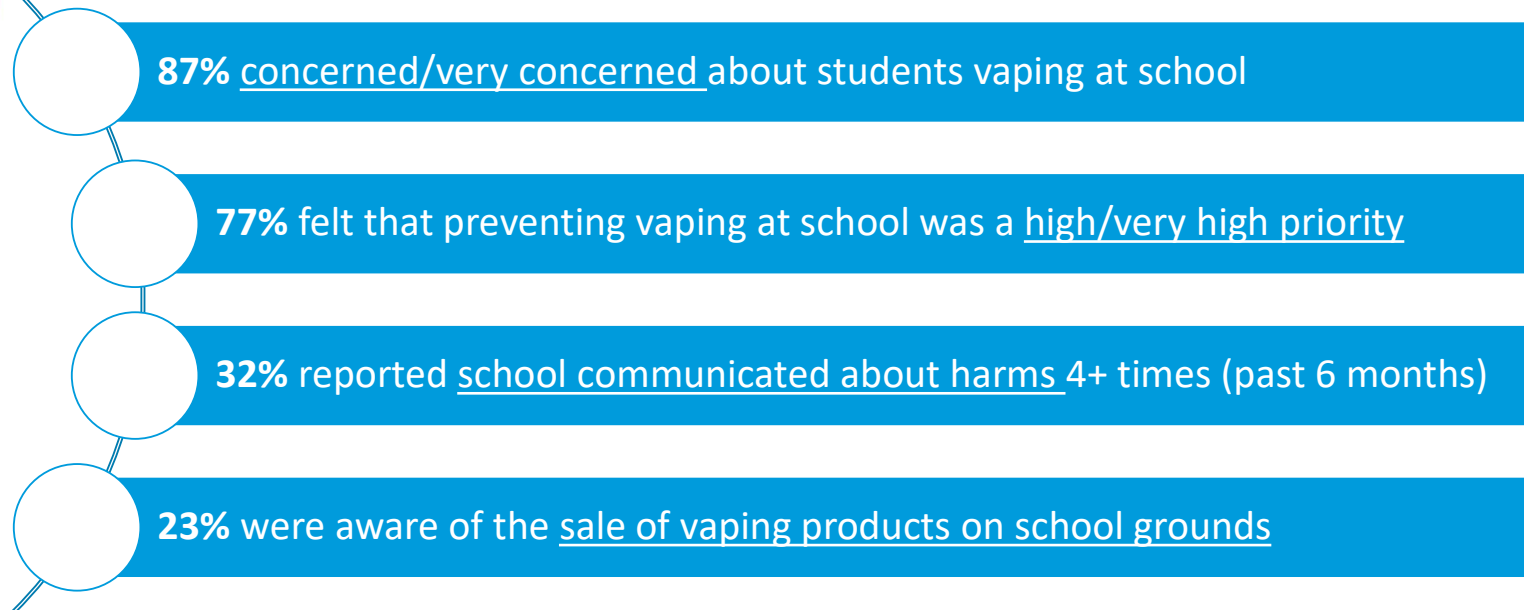 87% concerned/very concerned about students vaping at school
77% felt that preventing vaping at school was a high/very high priority
32% reported school communicated about harms 4+ times (past 6 months)
23% were aware of the sale of vaping products on school grounds